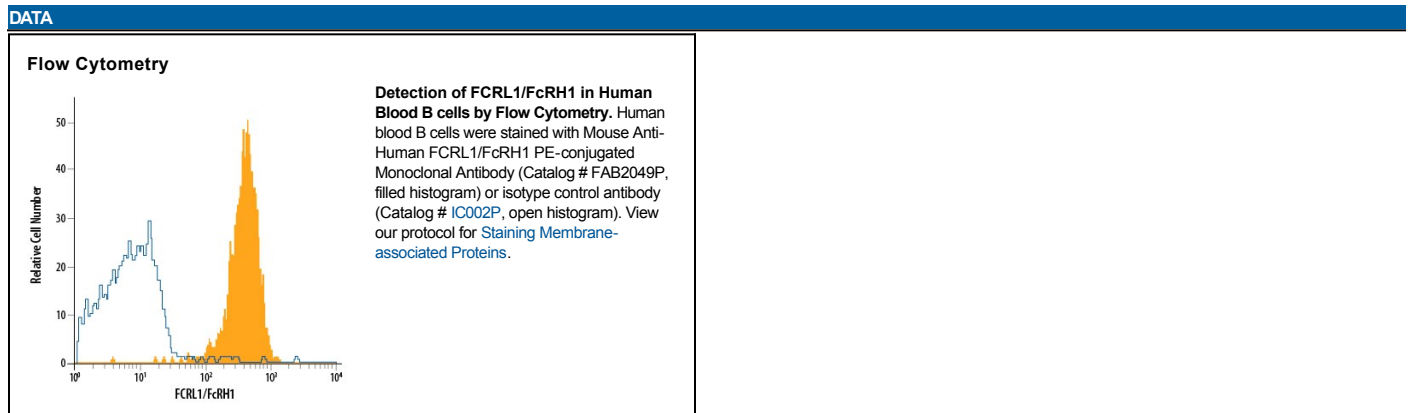 DATA
Flow Cytometry
Detection of FCRL1/FcRH1 in Human
Blood B cells by Flow Cytometry. Human
blood B cells were stained with Mouse Anti-
Human FCRL1/FcRH1 PE-conjugated
Monoclonal Antibody (Catalog # FAB2049P,
filled histogram) or isotype control antibody
(Catalog # IC002P, open histogram). View
our protocol for Staining Membrane-
associated Proteins.
Relative Cell Number
50
40
30
20
10
0
10⁰ 10¹ 10² 10³ 10⁴
FCRL1/FcRH1